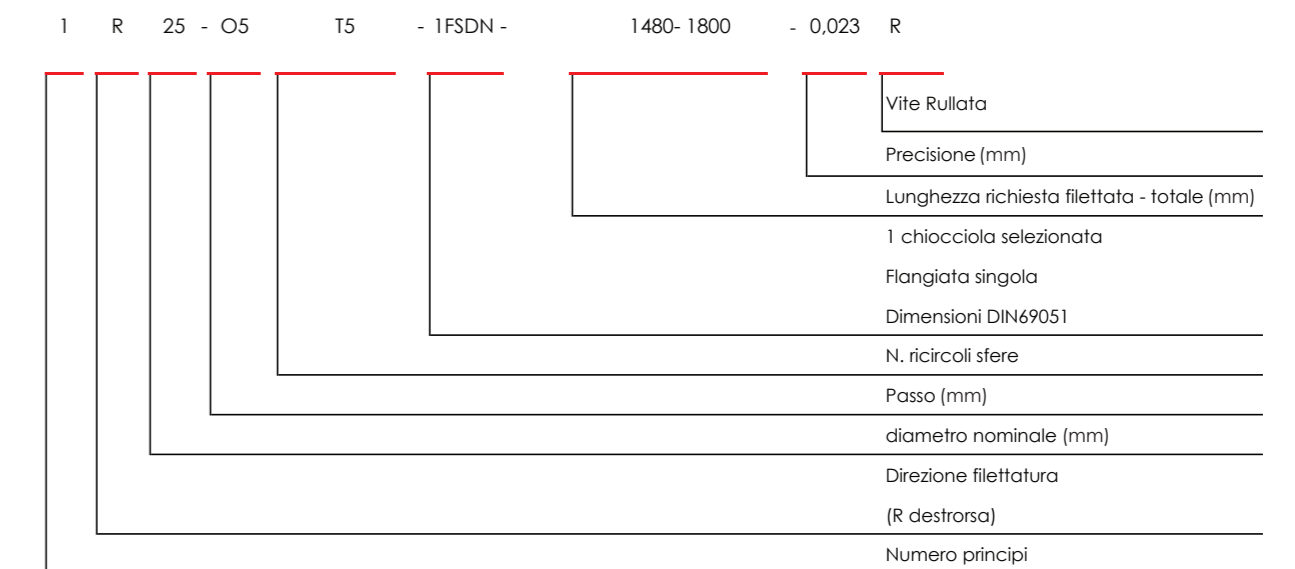 1 R 25 - O5 T5 - 1FSDN - 1480- 1800 - 0,023 R
Vite Rullata
Precisione (mm)
Lunghezza richiesta filettata - totale (mm)
1 chiocciola selezionata
Flangiata singola
Dimensioni DIN69051
N. ricircoli sfere
Passo (mm)
diametro nominale (mm)
Direzione filettatura
(R destrorsa)
Numero principi